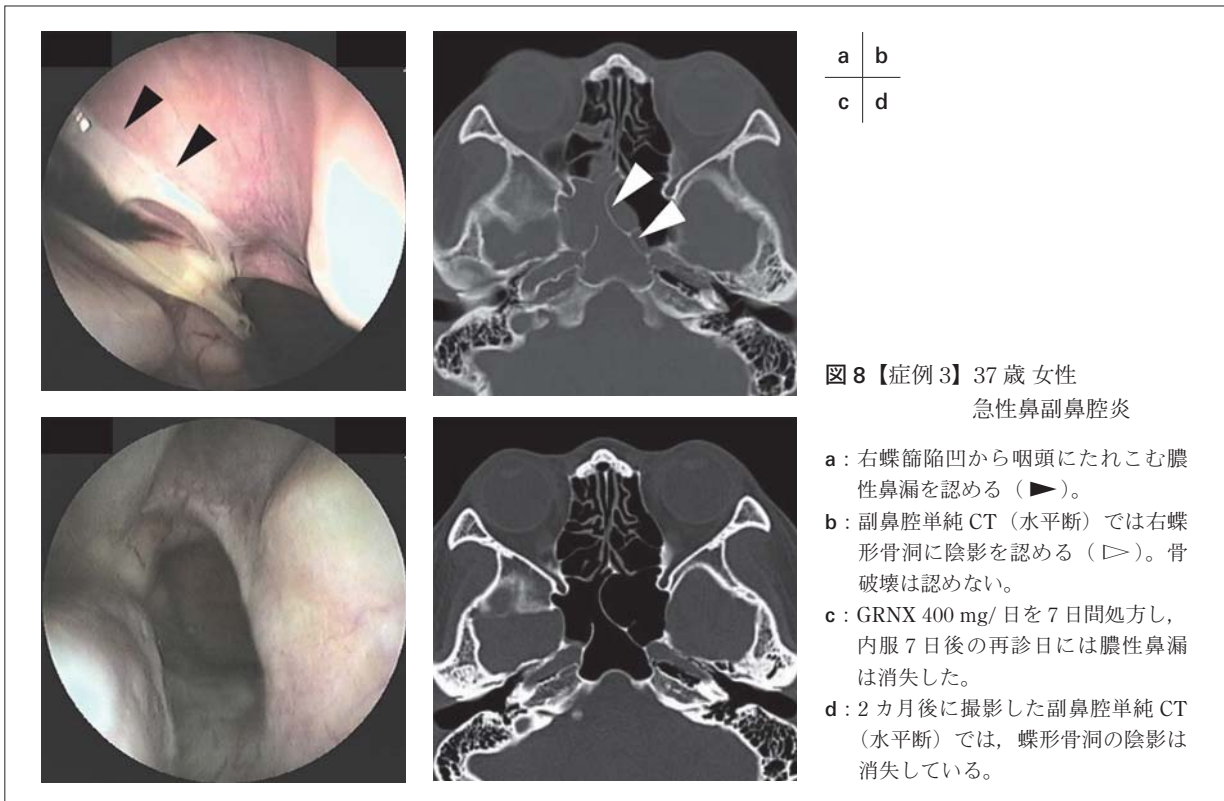 a b
c d
図 8【症例 3】37 歳 女性
急性鼻副鼻腔炎
a：右蝶篩陥凹から咽頭にたれこむ膿
性鼻漏を認める（▶）。
b：副鼻腔単純 CT（水平断）では右蝶
形骨洞に陰影を認める（▷）。骨
破壊は認めない。
c：GRNX 400 mg/ 日を 7 日間処方し，
内服 7 日後の再診日には膿性鼻漏
は消失した。
d：2 カ月後に撮影した副鼻腔単純 CT
（水平断）では，蝶形骨洞の陰影は
消失している。